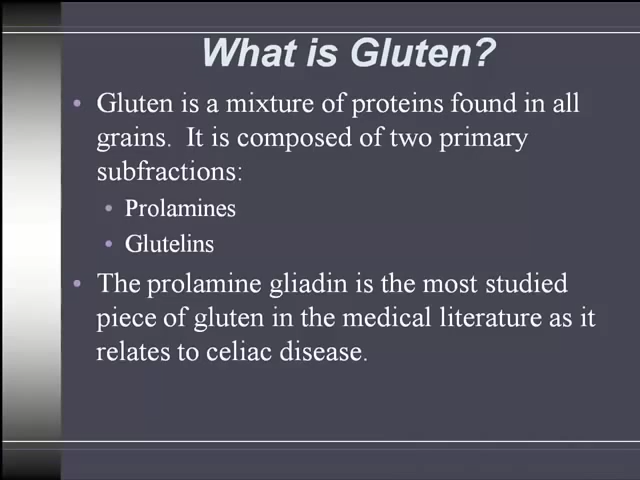 What is Gluten?
• Gluten is a mixture of proteins found in all
grains.  It is composed of two primary
subfractions:
• Prolamines
• Glutelins
• The prolamine gliadin is the most studied
piece of gluten in the medical literature as it
relates to celiac disease.